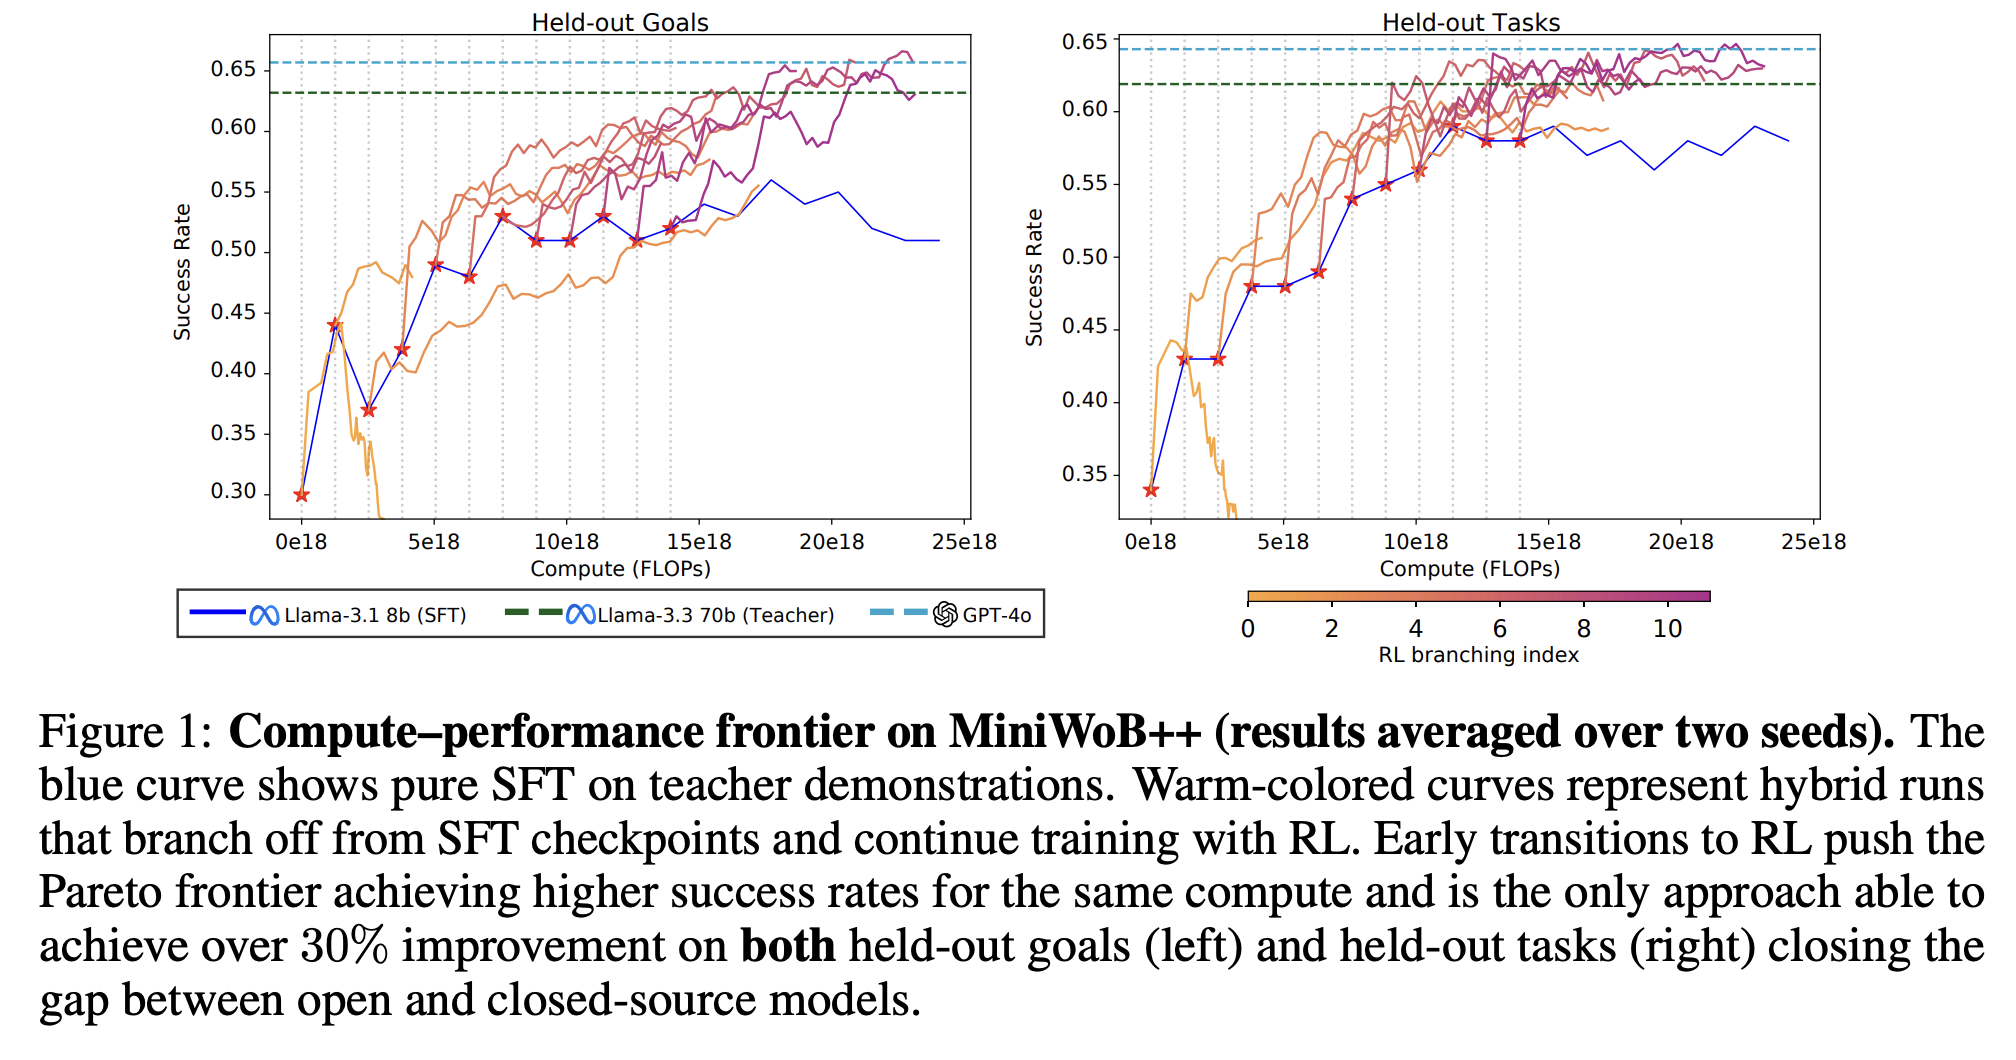 Held-out Goals
Held-out Tasks
Success Rate
0.65
0.60
0.55
0.50
0.45
0.40
0.35
0.30
0e18 5e18 10e18 15e18 20e18 25e18
Compute (FLOPs)
Success Rate
0.65
0.60
0.55
0.50
0.45
0.40
0.35
0e18 5e18 10e18 15e18 20e18 25e18
Compute (FLOPs)
Llama-3.1 8b (SFT) Llama-3.3 70b (Teacher) GPT-4o
0 2 4 6 8 10
RL branching index
Figure 1: Compute–performance frontier on MiniWoB++ (results averaged over two seeds). The
blue curve shows pure SFT on teacher demonstrations. Warm-colored curves represent hybrid runs
that branch off from SFT checkpoints and continue training with RL. Early transitions to RL push the
Pareto frontier achieving higher success rates for the same compute and is the only approach able to
achieve over 30% improvement on both held-out goals (left) and held-out tasks (right) closing the
gap between open and closed-source models.